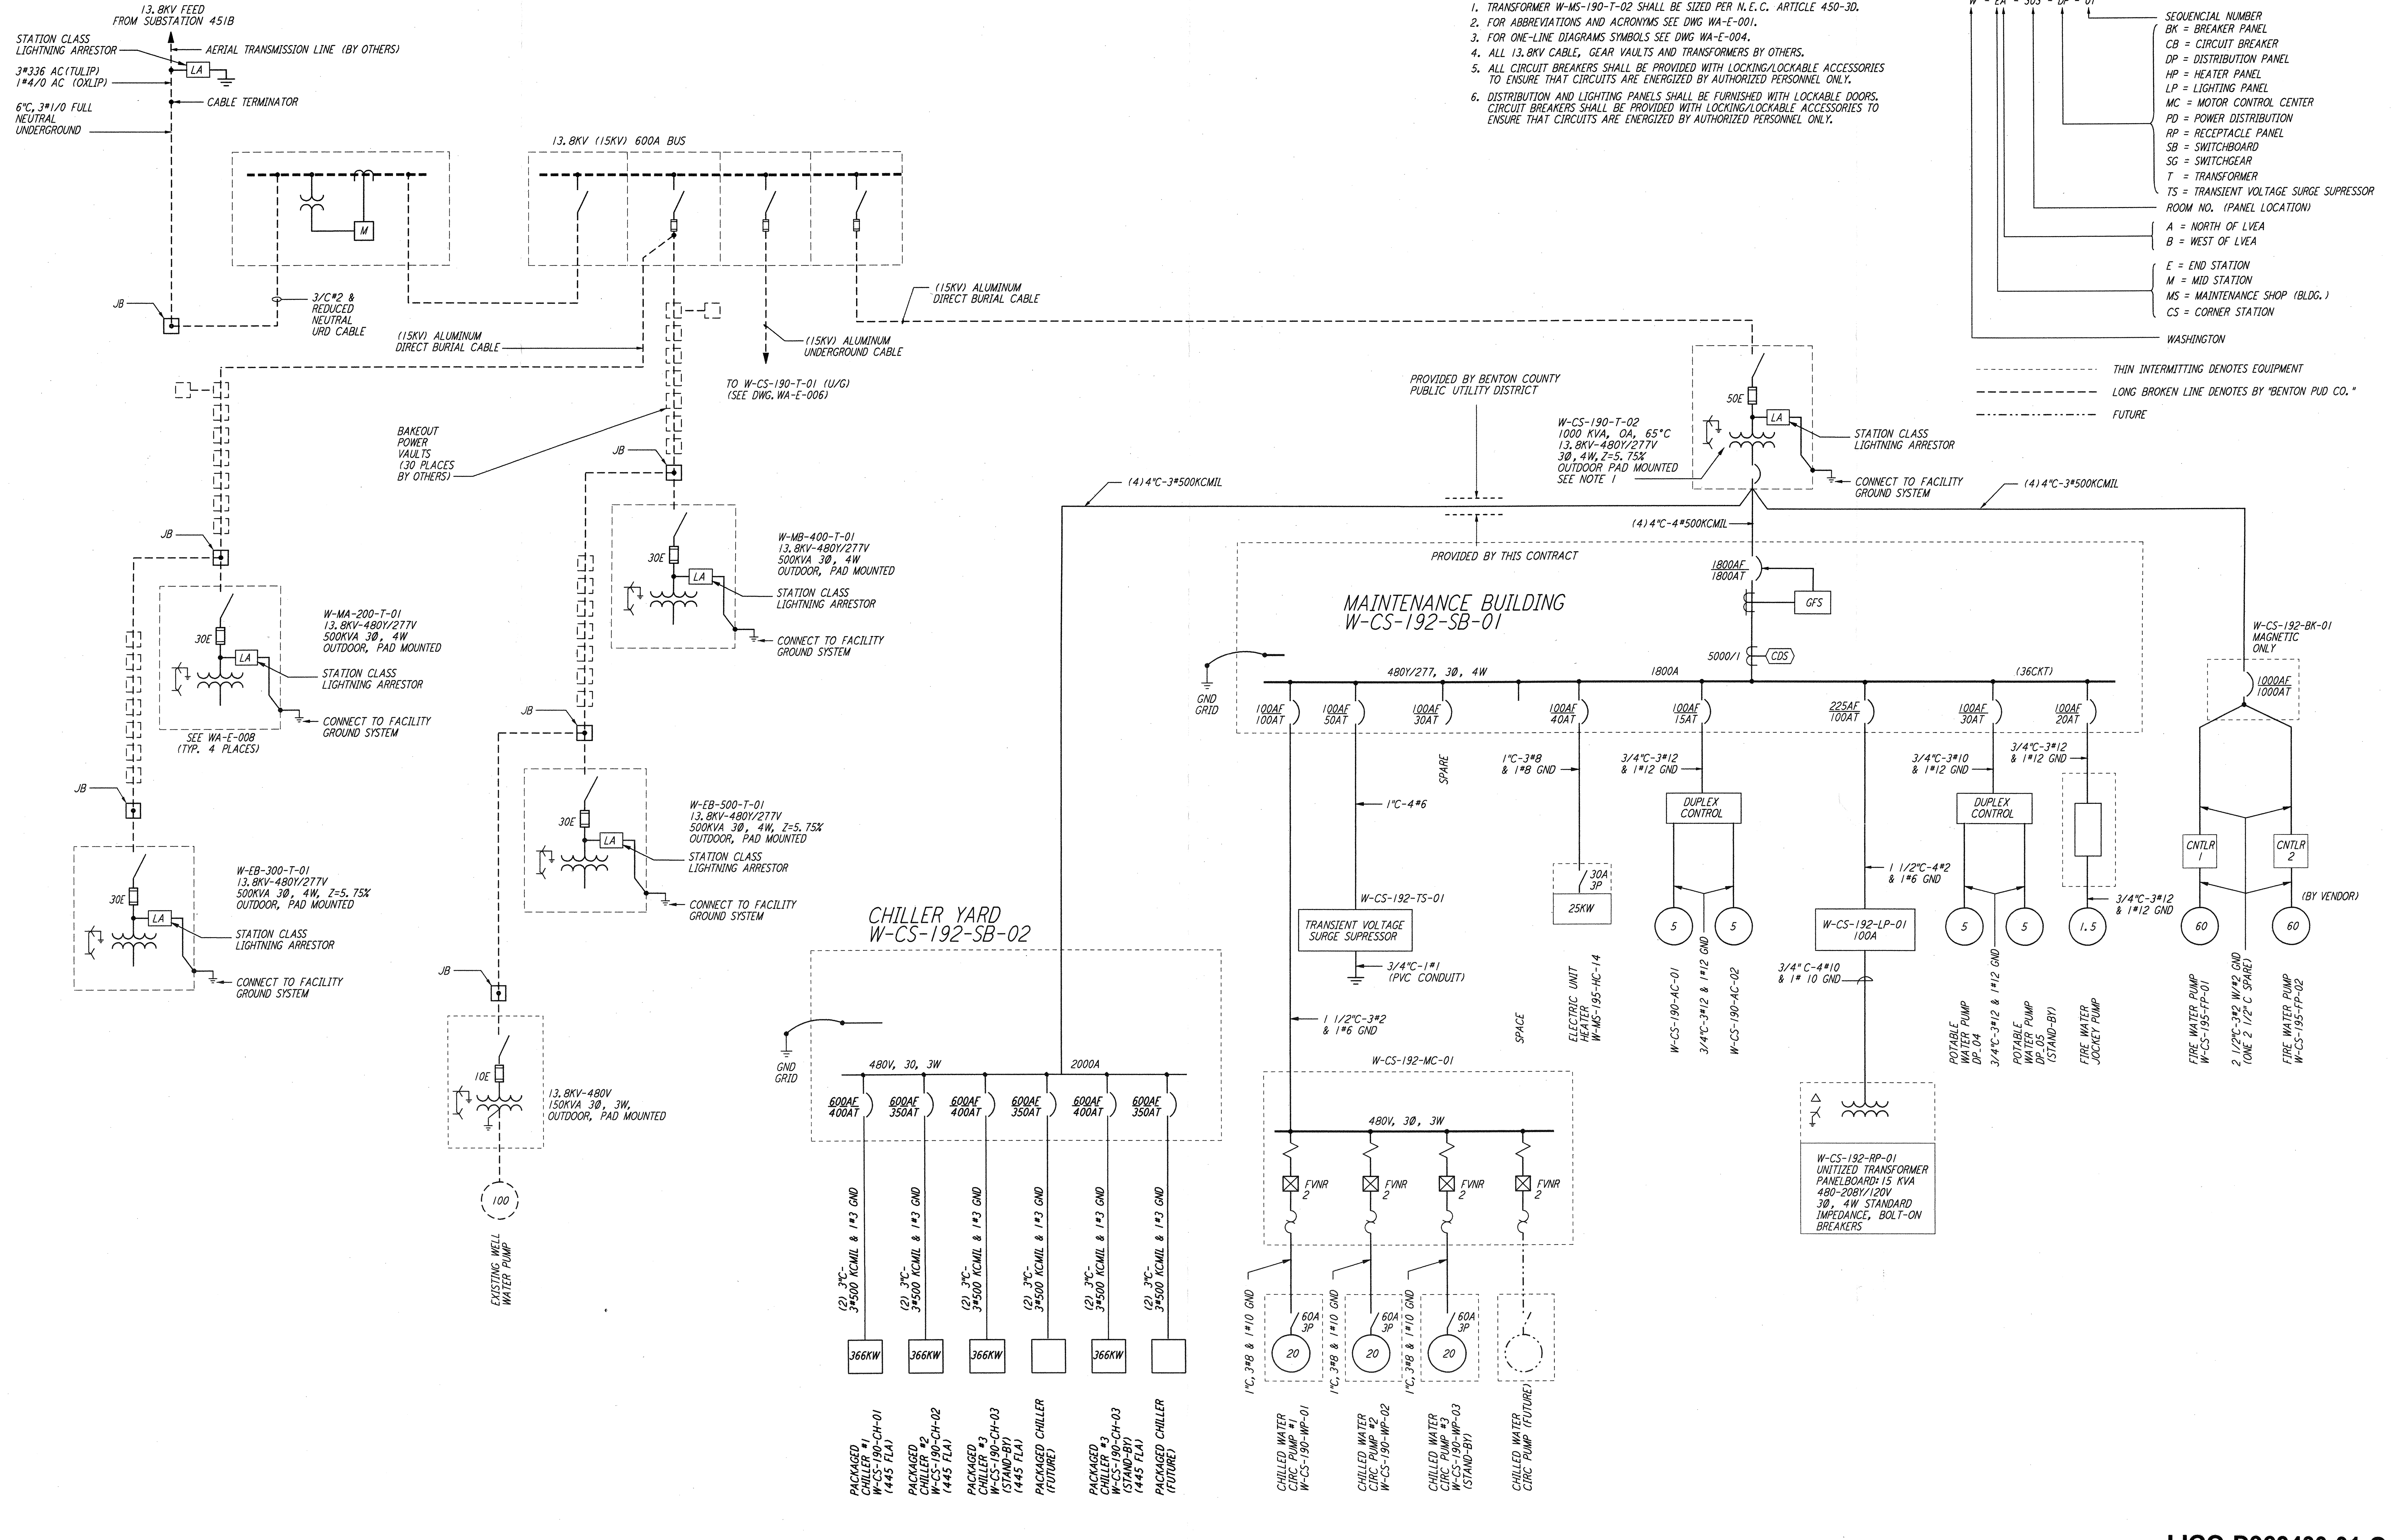 13.8KV FEED
FROM SUBSTATION 451B
STATION CLASS
LIGHTNING ARRESTOR
AERIAL TRANSMISSION LINE (BY OTHERS)
LA
3#336 AC(TULIP)
1#4/0 AC (OXLIP)
CABLE TERMINATOR
6"C, 3#1/0 FULL
NEUTRAL
UNDERGROUND
1. TRANSFORMER W-MS-190-T-02 SHALL BE SIZED PER N.E.C. ARTICLE 450-3D.
2. FOR ABBREVIATIONS AND ACRONYMS SEE DWG WA-E-001.
3. FOR ONE-LINE DIAGRAMS SYMBOLS SEE DWG WA-E-004.
4. ALL 13.8KV CABLE, GEAR VAULTS AND TRANSFORMERS BY OTHERS.
5. ALL CIRCUIT BREAKERS SHALL BE PROVIDED WITH LOCKING/LOCKABLE ACCESSORIES
TO ENSURE THAT CIRCUITS ARE ENERGIZED BY AUTHORIZED PERSONNEL ONLY.
6. DISTRIBUTION AND LIGHTING PANELS SHALL BE FURNISHED WITH LOCKABLE DOORS.
CIRCUIT BREAKERS SHALL BE PROVIDED WITH LOCKING/LOCKABLE ACCESSORIES TO
ENSURE THAT CIRCUITS ARE ENERGIZED BY AUTHORIZED PERSONNEL ONLY.
SEQUENCIAL NUMBER
BK = BREAKER PANEL
CB = CIRCUIT BREAKER
DP = DISTRIBUTION PANEL
HP = HEATER PANEL
LP = LIGHTING PANEL
MC = MOTOR CONTROL CENTER
PD = POWER DISTRIBUTION
RP = RECEPTACLE PANEL
SB = SWITCHBOARD
SG = SWITCHGEAR
T = TRANSFORMER
TS = TRANSIENT VOLTAGE SURGE SUPRESSOR
ROOM NO. (PANEL LOCATION)
A = NORTH OF LVEA
B = WEST OF LVEA
E = END STATION
M = MID STATION
MS = MAINTENANCE SHOP (BLDG.)
CS = CORNER STATION
WASHINGTON
THIN INTERMITTING DENOTES EQUIPMENT
LONG BROKEN LINE DENOTES BY "BENTON PUD CO."
FUTURE
13.8KV (15KV) 600A BUS
M
JB
3/C#2 &
REDUCED
NEUTRAL
URD CABLE
(15KV) ALUMINUM
DIRECT BURIAL CABLE
(15KV) ALUMINUM
DIRECT BURIAL CABLE
(15KV) ALUMINUM
UNDERGROUND CABLE
TO W-CS-190-T-01 (U/G)
(SEE DWG. WA-E-006)
BAKEOUT
POWER
VAULTS
(30 PLACES
BY OTHERS)
JB
30E
LA
W-MB-400-T-01
13.8KV-480Y/277V
500KVA 3Ø, 4W
OUTDOOR, PAD MOUNTED
STATION CLASS
LIGHTNING ARRESTOR
CONNECT TO FACILITY
GROUND SYSTEM
JB
30E
LA
W-MA-200-T-01
13.8KV-480Y/277V
500KVA 3Ø, 4W
OUTDOOR, PAD MOUNTED
STATION CLASS
LIGHTNING ARRESTOR
CONNECT TO FACILITY
GROUND SYSTEM
SEE WA-E-008
(TYP. 4 PLACES)
JB
30E
LA
W-EB-500-T-01
13.8KV-480Y/277V
500KVA 3Ø, 4W, Z=5.75%
OUTDOOR, PAD MOUNTED
STATION CLASS
LIGHTNING ARRESTOR
CONNECT TO FACILITY
GROUND SYSTEM
JB
30E
LA
W-EB-300-T-01
13.8KV-480Y/277V
500KVA 3Ø, 4W, Z=5.75%
OUTDOOR, PAD MOUNTED
STATION CLASS
LIGHTNING ARRESTOR
CONNECT TO FACILITY
GROUND SYSTEM
JB
10E
13.8KV-480V
150KVA 3Ø, 3W,
OUTDOOR, PAD MOUNTED
100
EXISTING WELL
WATER PUMP
PROVIDED BY BENTON COUNTY
PUBLIC UTILITY DISTRICT
PROVIDED BY THIS CONTRACT
W-CS-190-T-02
1000 KVA, OA, 65°C
13.8KV-480Y/277V
3Ø, 4W, Z=5.75%
OUTDOOR PAD MOUNTED
SEE NOTE 1
50E
LA
STATION CLASS
LIGHTNING ARRESTOR
CONNECT TO FACILITY
GROUND SYSTEM
(4) 4"C-3#500KCMIL
(4) 4"C-4#500KCMIL
(4) 4"C-3#500KCMIL
MAINTENANCE BUILDING
W-CS-192-SB-01
1800AF
1800AT
GFS
5000/1
CDS
GND
GRID
480Y/277, 3Ø, 4W
1800A
(36CKT)
100AF
100AT
100AF
50AT
100AF
30AT
100AF
40AT
100AF
15AT
225AF
100AT
100AF
30AT
100AF
20AT
W-CS-192-BK-01
MAGNETIC
ONLY
1000AF
1000AT
1 1/2"C-3#2
& 1#6 GND
1"C-4#6
W-CS-192-TS-01
TRANSIENT VOLTAGE
SURGE SUPRESSOR
3/4"C-1#1
(PVC CONDUIT)
SPARE
SPACE
1"C-3#8
& 1#8 GND
30A
3P
25KW
ELECTRIC UNIT
HEATER
W-MS-195-HC-14
3/4"C-3#12
& 1#12 GND
DUPLEX
CONTROL
5
5
W-CS-190-AC-01
3/4"C-3#12 & 1#12 GND
W-CS-190-AC-02
1 1/2"C-4#2
& 1#6 GND
W-CS-192-LP-01
100A
3/4" C-4#10
& 1# 10 GND
W-CS-192-RP-01
UNITIZED TRANSFORMER
PANELBOARD: 15 KVA
480-208Y/120V
3Ø, 4W STANDARD
IMPEDANCE, BOLT-ON
BREAKERS
3/4"C-3#10
& 1#12 GND
DUPLEX
CONTROL
5
5
POTABLE
WATER PUMP
DP-04
3/4"C-3#12 & 1#12 GND
POTABLE
WATER PUMP
DP-05
(STAND-BY)
3/4"C-3#12
& 1#12 GND
3/4"C-3#12
& 1#12 GND
1.5
FIRE WATER
JOCKEY PUMP
CNTLR
1
CNTLR
2
(BY VENDOR)
60
60
FIRE WATER PUMP
W-CS-195-FP-01
2 1/2"C-3#2 W/#2 GND
(ONE 2 1/2" C SPARE)
FIRE WATER PUMP
W-CS-195-FP-02
CHILLER YARD
W-CS-192-SB-02
GND
GRID
480V, 30, 3W
2000A
600AF
400AT
600AF
350AT
600AF
400AT
600AF
350AT
600AF
400AT
600AF
350AT
(2) 3"C-
3#500 KCMIL & 1#3 GND
(2) 3"C-
3#500 KCMIL & 1#3 GND
(2) 3"C-
3#500 KCMIL & 1#3 GND
(2) 3"C-
3#500 KCMIL & 1#3 GND
(2) 3"C-
3#500 KCMIL & 1#3 GND
(2) 3"C-
3#500 KCMIL & 1#3 GND
366KW
366KW
366KW
366KW
PACKAGED
CHILLER #1
W-CS-190-CH-01
(445 FLA)
PACKAGED
CHILLER #2
W-CS-190-CH-02
(445 FLA)
PACKAGED
CHILLER #3
W-CS-190-CH-03
(STAND-BY)
(445 FLA)
PACKAGED CHILLER
(FUTURE)
PACKAGED
CHILLER #3
W-CS-190-CH-03
(STAND-BY)
(445 FLA)
PACKAGED CHILLER
(FUTURE)
W-CS-192-MC-01
480V, 3Ø, 3W
FVNR
2
FVNR
2
FVNR
2
FVNR
2
1"C, 3#8 & 1#10 GND
1"C, 3#8 & 1#10 GND
1"C, 3#8 & 1#10 GND
60A
3P
60A
3P
60A
3P
20
20
20
CHILLED WATER
CIRC PUMP #1
W-CS-190-WP-01
CHILLED WATER
CIRC PUMP #2
W-CS-190-WP-02
CHILLED WATER
CIRC PUMP #3
W-CS-190-WP-03
(STAND-BY)
CHILLED WATER
CIRC PUMP (FUTURE)